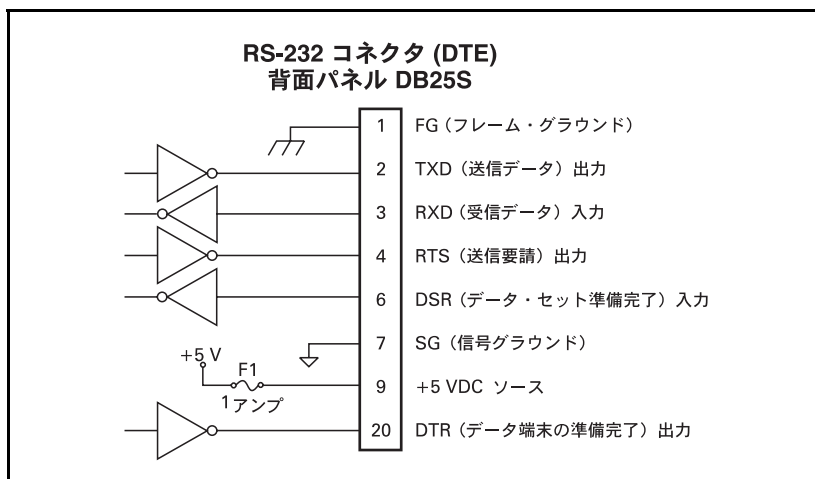 RS-232 コネクタ (DTE)
背面パネル DB25S
1 FG（フレーム・グラウンド）
2 TXD（送信データ）出力
3 RXD（受信データ）入力
4 RTS（送信要請）出力
6 DSR（データ・セット準備完了）入力
7 SG（信号グラウンド）
+5 V
F1
1アンプ
9 +5 VDC ソース
20 DTR（データ端末の準備完了）出力